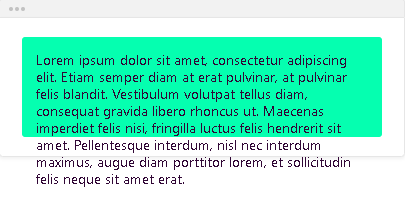 Lorem ipsum dolor sit amet, consectetur adipiscing
elit. Etiam semper diam at erat pulvinar, at pulvinar
felis blandit. Vestibulum volutpat tellus diam,
consequat gravida libero rhoncus ut. Maecenas
imperdiet felis nisi, fringilla luctus felis hendrerit sit
amet. Pellentesque interdum, nisl nec interdum
maximus, augue diam porttitor lorem, et sollicitudin
felis neque sit amet erat.